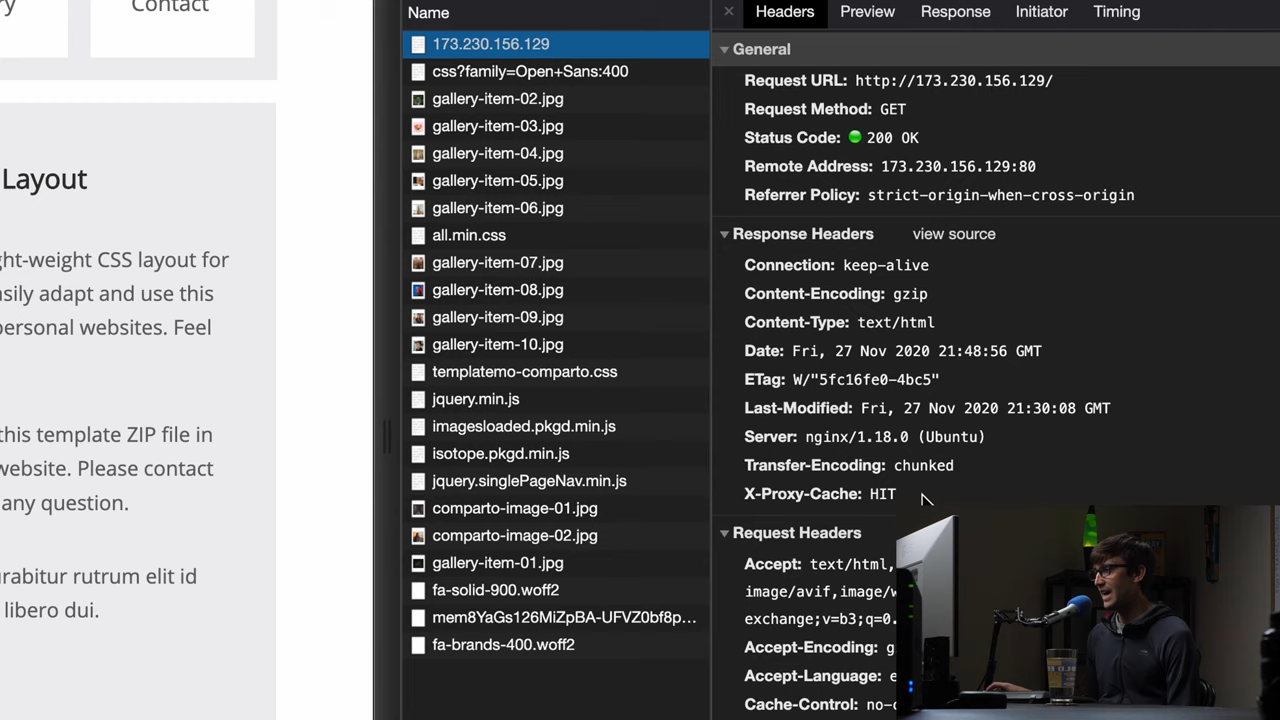 Contact
Layout
ght-weight CSS layout for
asily adapt and use this
personal websites. Feel
this template ZIP file in
website. Please contact
any question.
urabitur rutrum elit id
libero dui.
Name
173.230.156.129
css?family=Open+Sans:400
gallery-item-02.jpg
gallery-item-03.jpg
gallery-item-04.jpg
gallery-item-05.jpg
gallery-item-06.jpg
all.min.css
gallery-item-07.jpg
gallery-item-08.jpg
gallery-item-09.jpg
gallery-item-10.jpg
templatemo-comparto.css
jquery.min.js
imagesloaded.pkgd.min.js
isotope.pkgd.min.js
jquery.singlePageNav.min.js
comparto-image-01.jpg
comparto-image-02.jpg
gallery-item-01.jpg
fa-solid-900.woff2
mem8YaGs126MiZpBA-UFVZ0bf8p...
fa-brands-400.woff2
Headers Preview Response Initiator Timing
General
Request URL: http://173.230.156.129/
Request Method: GET
Status Code: 200 OK
Remote Address: 173.230.156.129:80
Referrer Policy: strict-origin-when-cross-origin
Response Headers view source
Connection: keep-alive
Content-Encoding: gzip
Content-Type: text/html
Date: Fri, 27 Nov 2020 21:48:56 GMT
ETag: W/"5fc16fe0-4bc5"
Last-Modified: Fri, 27 Nov 2020 21:30:08 GMT
Server: nginx/1.18.0 (Ubuntu)
Transfer-Encoding: chunked
X-Proxy-Cache: HIT
Request Headers
Accept: text/html,
image/avif,image/w
exchange;v=b3;q=0.
Accept-Encoding: g
Accept-Language: e
Cache-Control: no-c